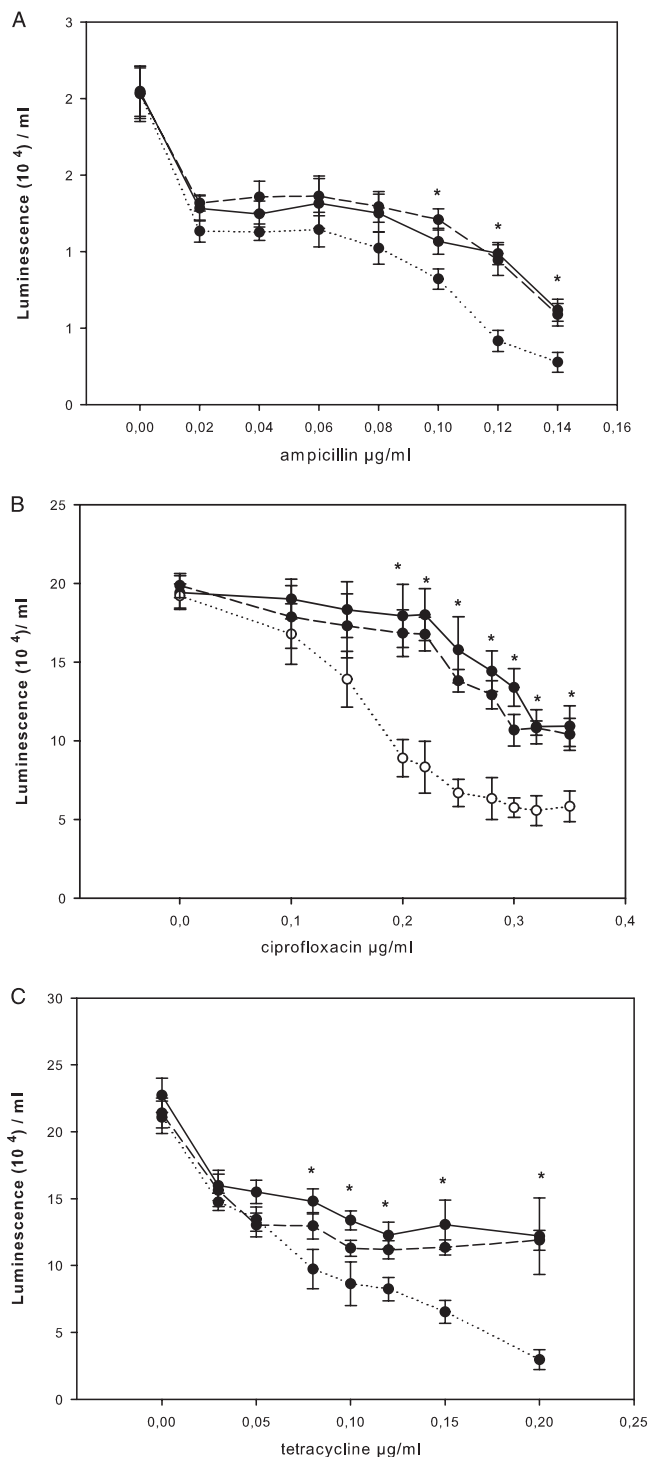 A
3
2
2
1
1
0
Luminescence (10 4) / ml
* * *
0,00 0,02 0,04 0,06 0,08 0,10 0,12 0,14 0,16
ampicillin µg/ml
B
25
20
15
10
5
0
Luminescence (10 4)/ ml
* * * * * * *
0,0 0,1 0,2 0,3 0,4
ciprofloxacin µg/ml
C
30
25
20
15
10
5
0
Luminescence (10 4) / ml
* * * * *
0,00 0,05 0,10 0,15 0,20 0,25
tetracycline µg/ml